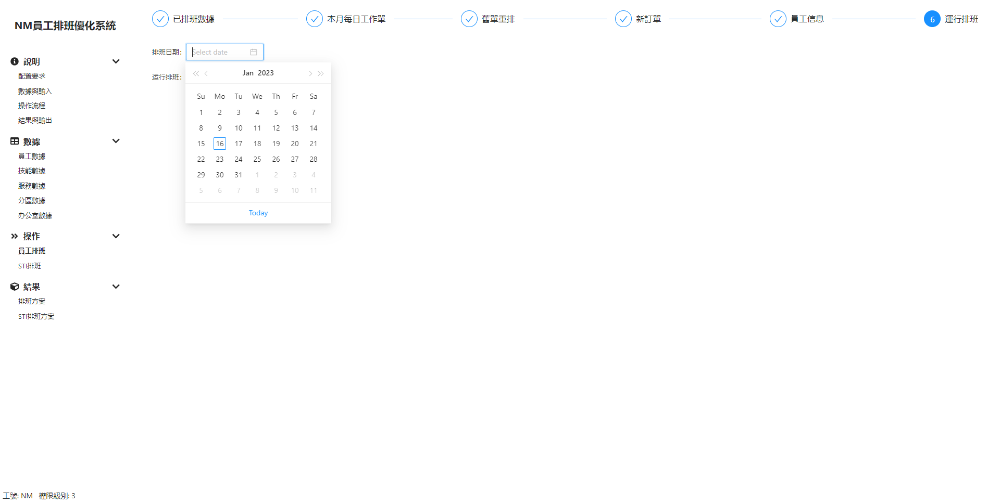 NM員工排班優化系統
說明
配置要求
數據與輸入
操作流程
結果與輸出
數據
員工數據
技能數據
服務數據
分區數據
办公室數據
操作
員工排班
STI排班
結果
排班方案
STI排班方案
工號: NM 權限級別: 3
已排班數據 本月每日工作單 舊單重排 新訂單 員工信息 6 運行排班
排班日期: Select date
运行排班:
Jan 2023
Su Mo Tu We Th Fr Sa
1 2 3 4 5 6 7
8 9 10 11 12 13 14
15 16 17 18 19 20 21
22 23 24 25 26 27 28
29 30 31 1 2 3 4
5 6 7 8 9 10 11
Today